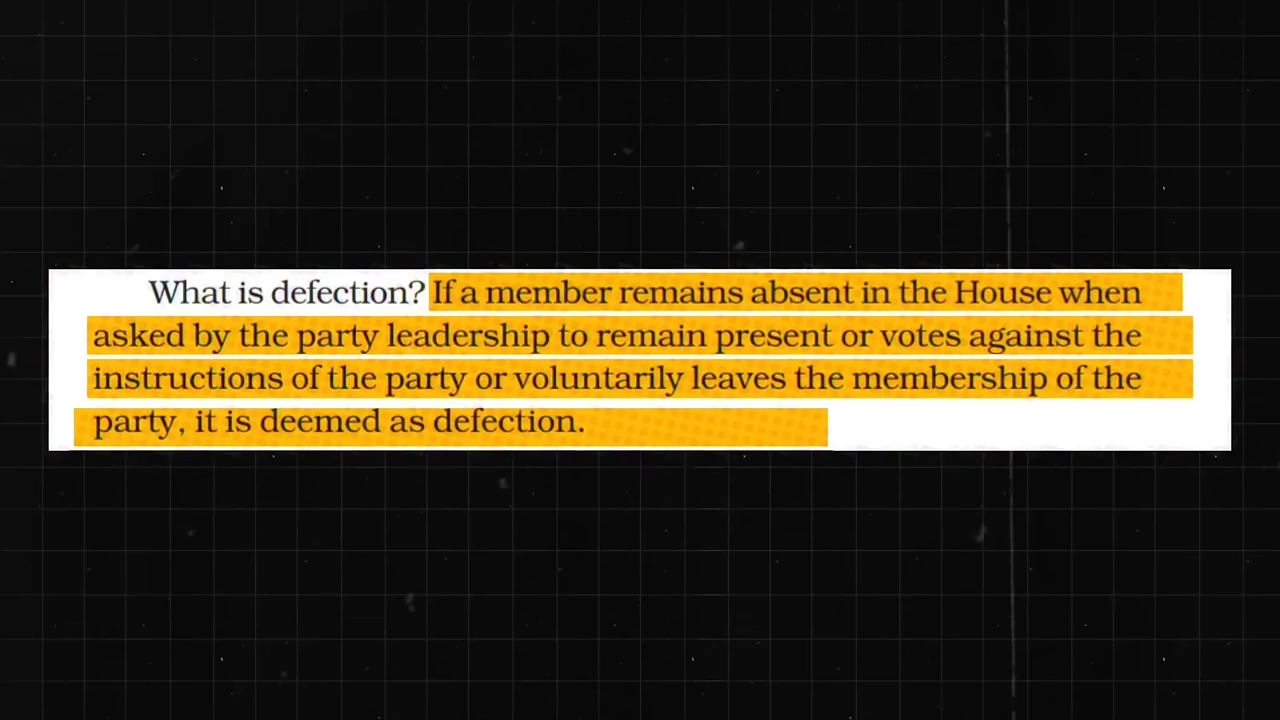 What is defection? If a member remains absent in the House when
asked by the party leadership to remain present or votes against the
instructions of the party or voluntarily leaves the membership of the
party, it is deemed as defection.